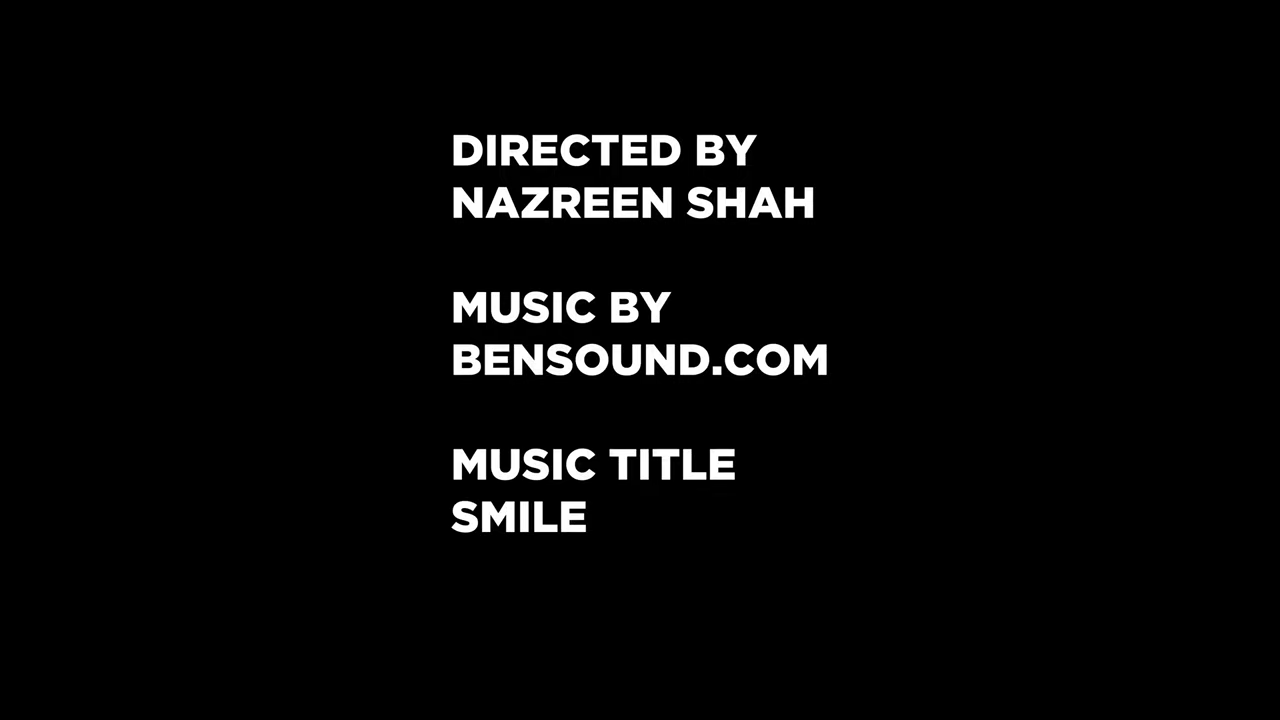 DIRECTED BY
NAZREEN SHAH
MUSIC BY
BENSOUND.COM
MUSIC TITLE
SMILE